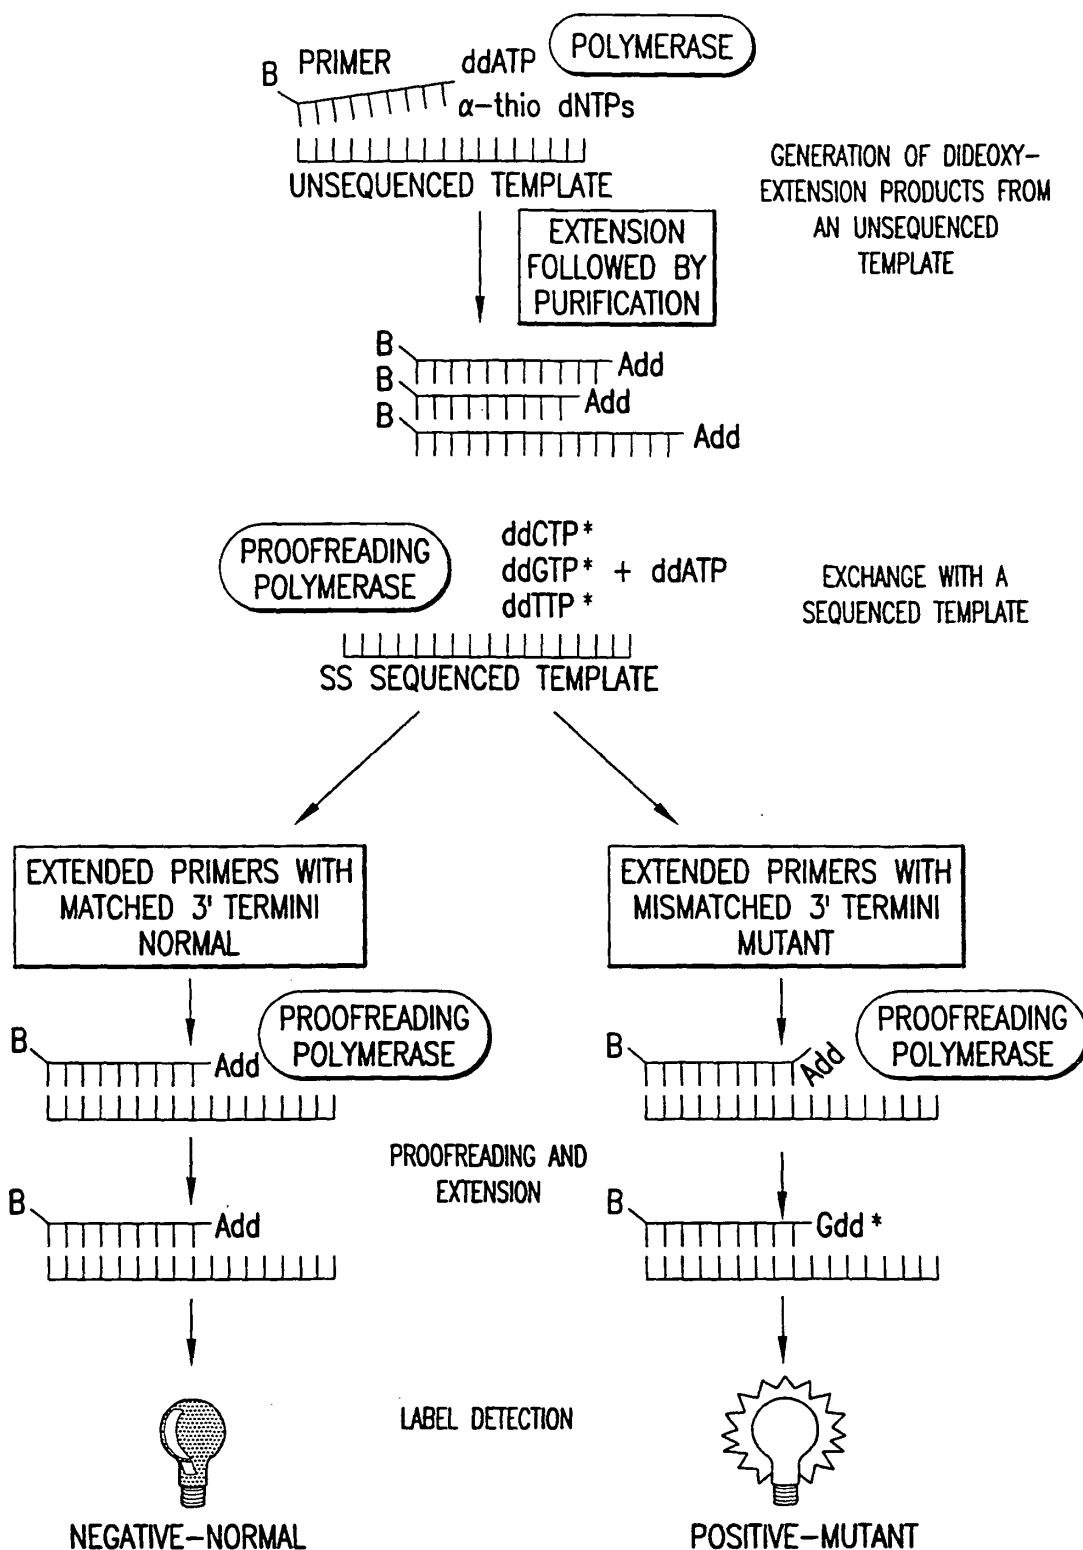 B PRIMER ddATP POLYMERASE
α-thio dNTPs
UNSEQUENCED TEMPLATE
GENERATION OF DIDEOXY-
EXTENSION PRODUCTS FROM
AN UNSEQUENCED
TEMPLATE
EXTENSION
FOLLOWED BY
PURIFICATION
B Add
B Add
B Add
PROOFREADING
POLYMERASE
ddCTP*
ddGTP* + ddATP
ddTTP*
EXCHANGE WITH A
SEQUENCED TEMPLATE
SS SEQUENCED TEMPLATE
EXTENDED PRIMERS WITH
MATCHED 3' TERMINI
NORMAL
EXTENDED PRIMERS WITH
MISMATCHED 3' TERMINI
MUTANT
PROOFREADING
POLYMERASE
B Add
PROOFREADING
POLYMERASE
B Add
PROOFREADING AND
EXTENSION
B Add
B Gdd*
LABEL DETECTION
NEGATIVE-NORMAL
POSITIVE-MUTANT